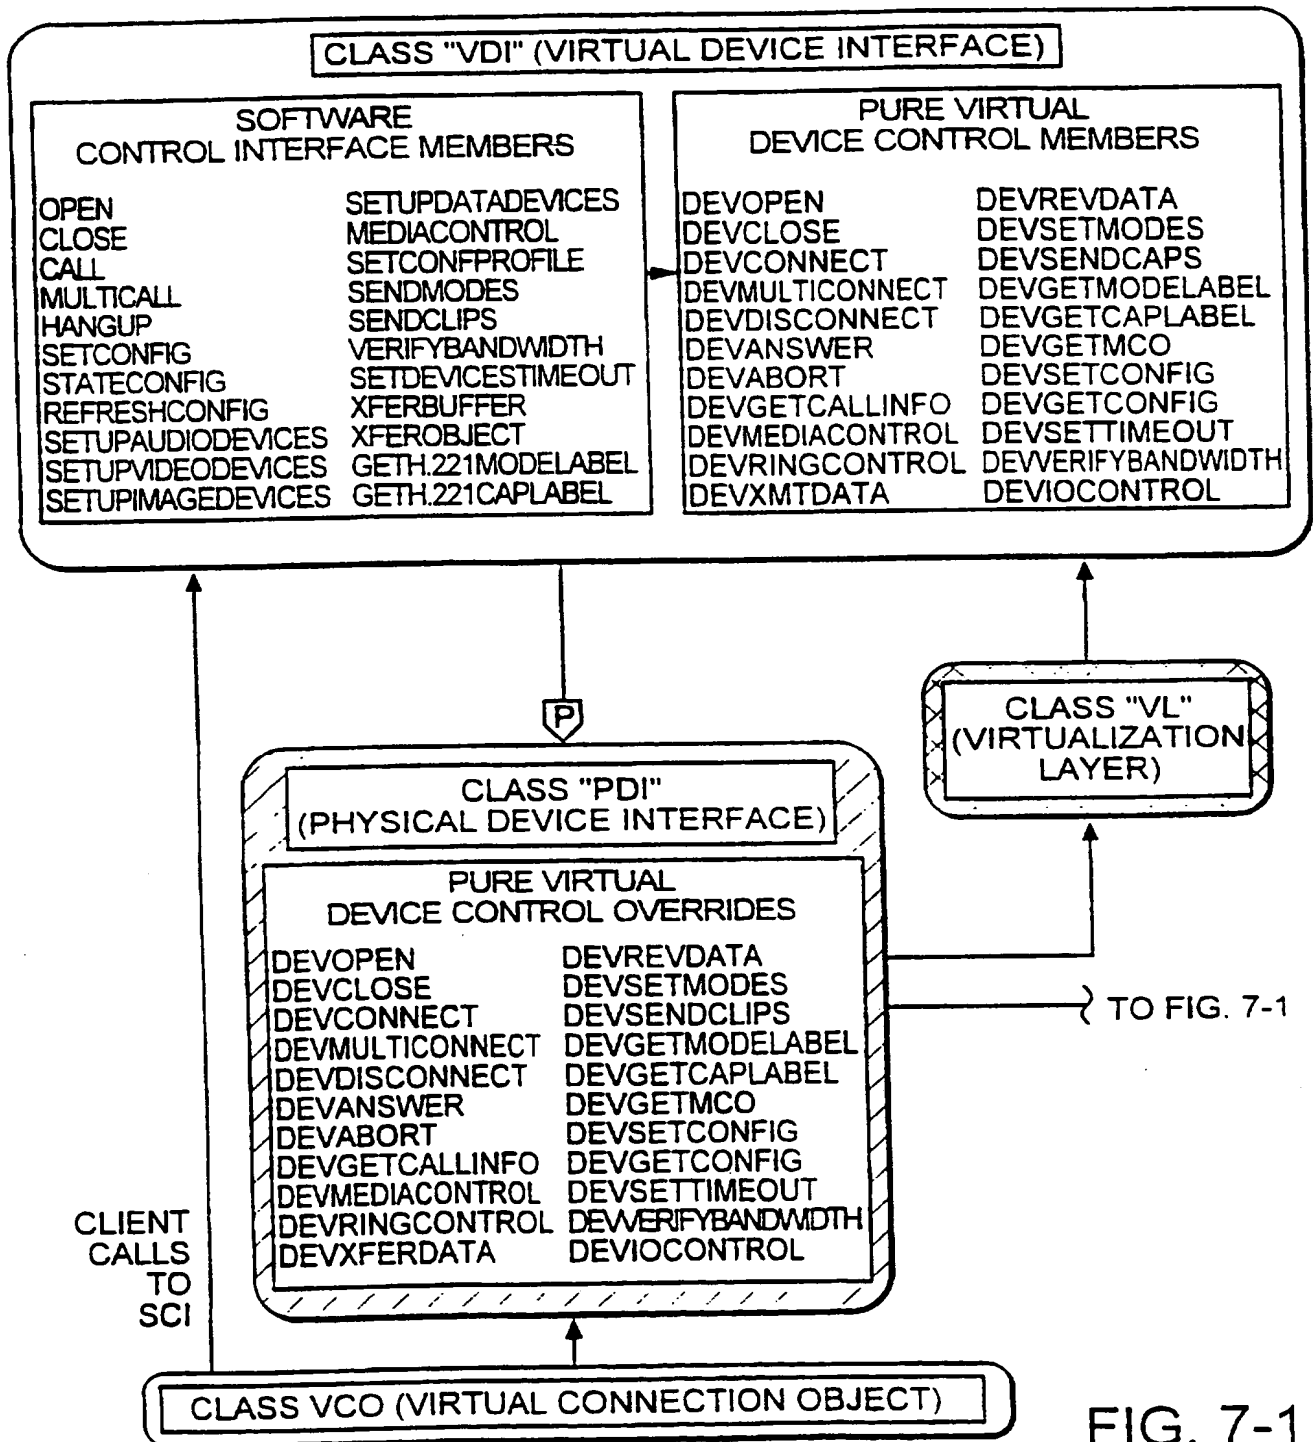 CLASS "VDI" (VIRTUAL DEVICE INTERFACE)
SOFTWARE
CONTROL INTERFACE MEMBERS
OPEN
CLOSE
CALL
MULTICALL
HANGUP
SETCONFIG
STATECONFIG
REFRESHCONFIG
SETUPAUDIODEVICES
SETUPVIDEODEVICES
SETUPIMAGEDEVICES
SETUPDATADEVICES
MEDIACONTROL
SETCONFPROFILE
SENDMODES
SENDCLIPS
VERIFYBANDWIDTH
SETDEVICESTIMEOUT
XFERBUFFER
XFEROBJECT
GETH.221MODELABEL
GETH.221CAPLABEL
PURE VIRTUAL
DEVICE CONTROL MEMBERS
DEVOPEN
DEVCLOSE
DEVCONNECT
DEVMULTICONNECT
DEVDISCONNECT
DEVANSWER
DEVABORT
DEVGETCALLINFO
DEVMEDIACONTROL
DEVRINGCONTROL
DEVXMTDATA
DEVREVDATA
DEVSETMODES
DEVSENDCAPS
DEVGETMODELABEL
DEVGETCAPLABEL
DEVGETMCO
DEVSETCONFIG
DEVGETCONFIG
DEVSETTIMEOUT
DEVVERIFYBANDWIDTH
DEVIOCONTROL
P
CLASS "VL"
(VIRTUALIZATION
LAYER)
CLASS "PDI"
(PHYSICAL DEVICE INTERFACE)
PURE VIRTUAL
DEVICE CONTROL OVERRIDES
DEVOPEN
DEVCLOSE
DEVCONNECT
DEVMULTICONNECT
DEVDISCONNECT
DEVANSWER
DEVABORT
DEVGETCALLINFO
DEVMEDIACONTROL
DEVRINGCONTROL
DEVXFERDATA
DEVREVDATA
DEVSETMODES
DEVSENDCLIPS
DEVGETMODELABEL
DEVGETCAPLABEL
DEVGETMCO
DEVSETCONFIG
DEVGETCONFIG
DEVSETTIMEOUT
DEVVERIFYBANDWIDTH
DEVIOCONTROL
TO FIG. 7-1
CLIENT
CALLS
TO
SCI
CLASS VCO (VIRTUAL CONNECTION OBJECT)
FIG. 7-1